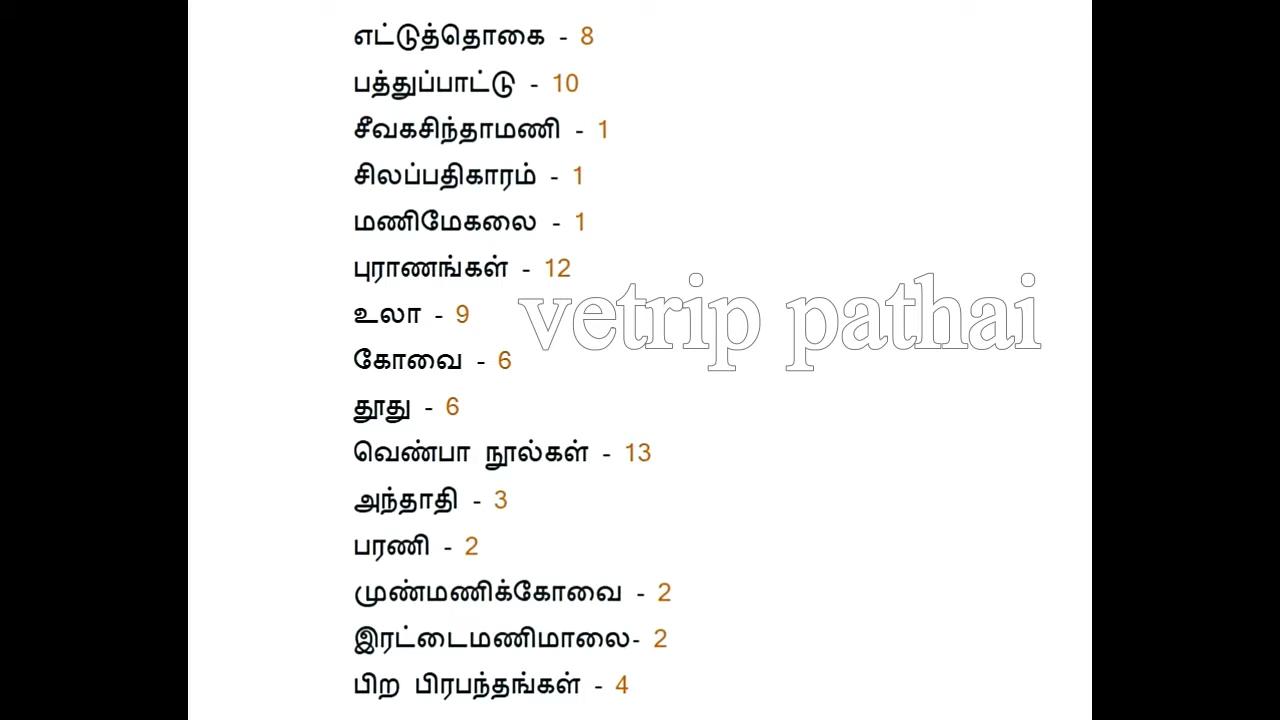 எட்டுத்தொகை - 8
பத்துப்பாட்டு - 10
சீவகசிந்தாமணி - 1
சிலப்பதிகாரம் - 1
மணிமேகலை - 1
புராணங்கள் - 12
vetrip pathai
உலா - 9
கோவை - 6
தூது - 6
வெண்பா நூல்கள் - 13
அந்தாதி - 3
பரணி - 2
முண்மணிக்கோவை - 2
இரட்டைமணிமாலை- 2
பிற பிரபந்தங்கள் - 4